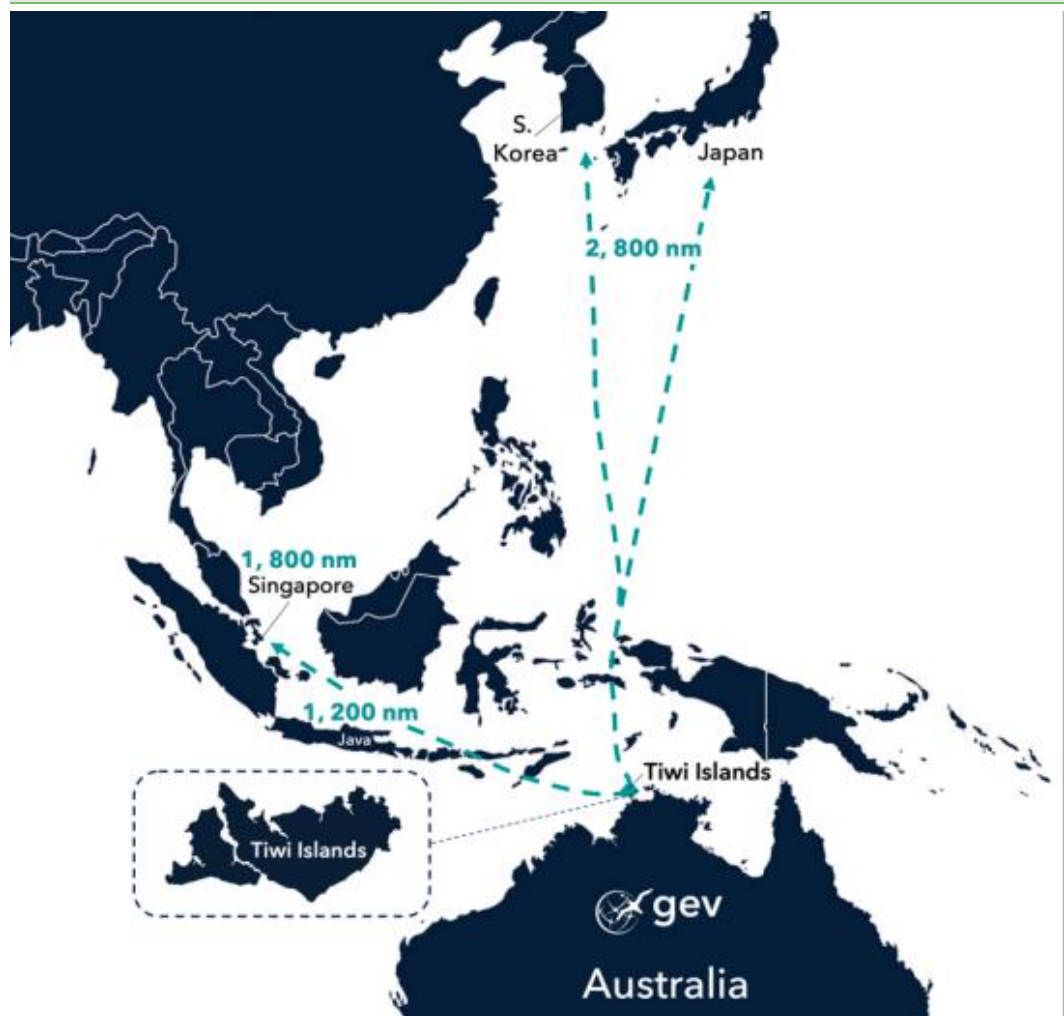 S.
Korea
Japan
2, 800 nm
1, 800 nm
Singapore
1, 200 nm
Java
Tiwi Islands
Tiwi Islands
gev
Australia